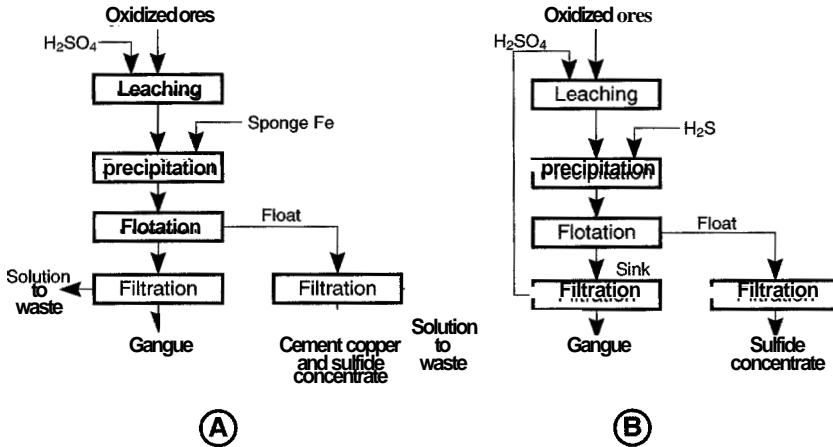 Oxidized ores
H₂SO₄
Leaching
Sponge Fe
precipitation
Flotation
Float
Solution
to
waste
Filtration
Filtration
Gangue
Cement copper
and sulfide
concentrate
Solution
to
waste
A
Oxidized ores
H₂SO₄
Leaching
H₂S
precipitation
Flotation
Float
Sink
Filtration
Filtration
Gangue
Sulfide
concentrate
B